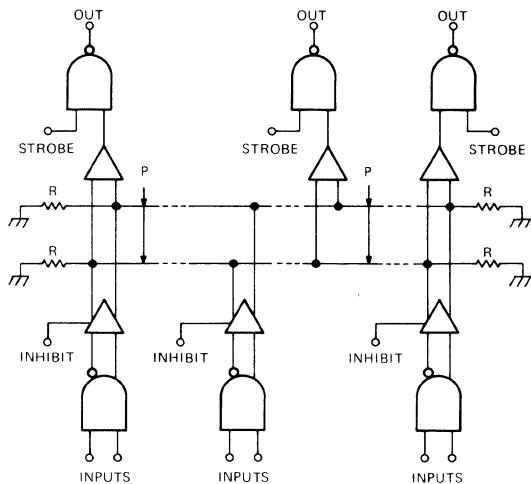 OUT OUT OUT
STROBE STROBE STROBE
P P
R R
R R
INHIBIT INHIBIT INHIBIT
INPUTS INPUTS INPUTS